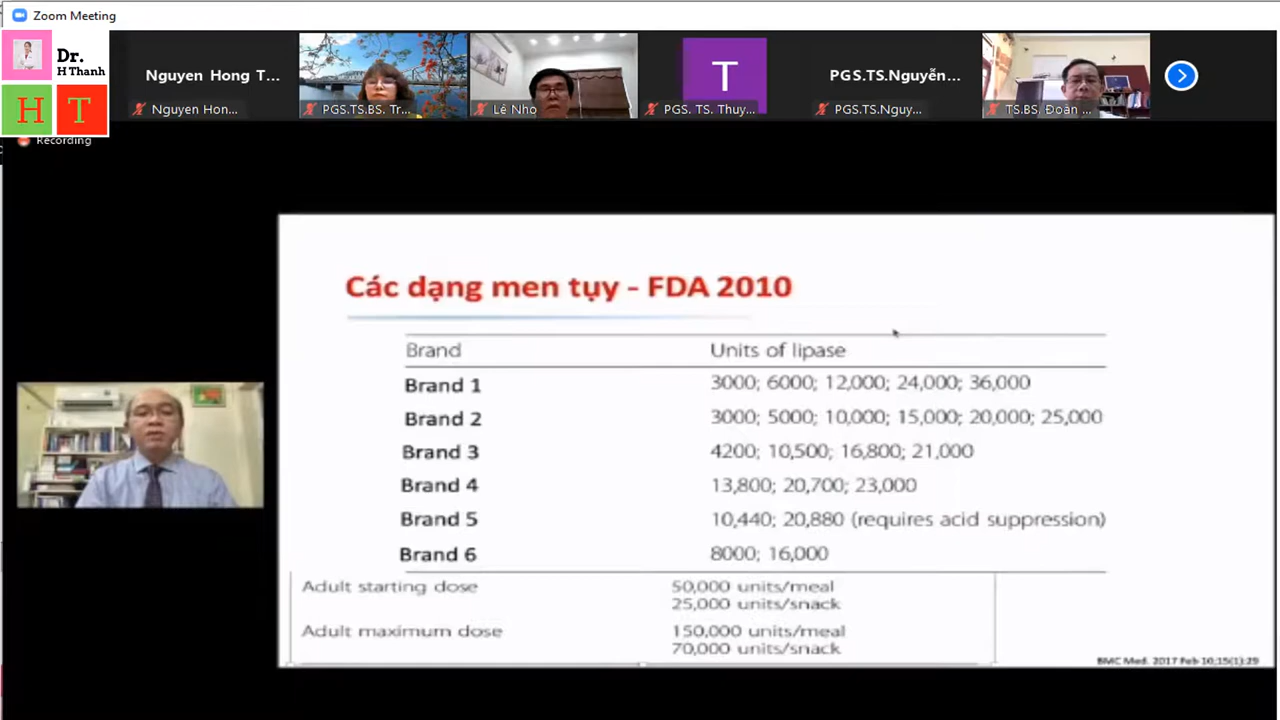 Zoom Meeting
Dr.
H Thanh
H T
Nguyen Hong T...
PGS.TS.Nguyễn...
T
Nguyen Hon...
PGS.TS.BS. Tr...
Lê Nho
PGS. TS. Thuy...
PGS.TS.Nguy...
TS.BS. Đoàn ...
Recording
Các dạng men tụy - FDA 2010
Brand Units of lipase
Brand 1 3000; 6000; 12,000; 24,000; 36,000
Brand 2 3000; 5000; 10,000; 15,000; 20,000; 25,000
Brand 3 4200; 10,500; 16,800; 21,000
Brand 4 13,800; 20,700; 23,000
Brand 5 10,440; 20,880 (requires acid suppression)
Brand 6 8000; 16,000
Adult starting dose 50,000 units/meal
25,000 units/snack
Adult maximum dose 150,000 units/meal
70,000 units/snack
BMC Med. 2017 Feb 10;15(1):29